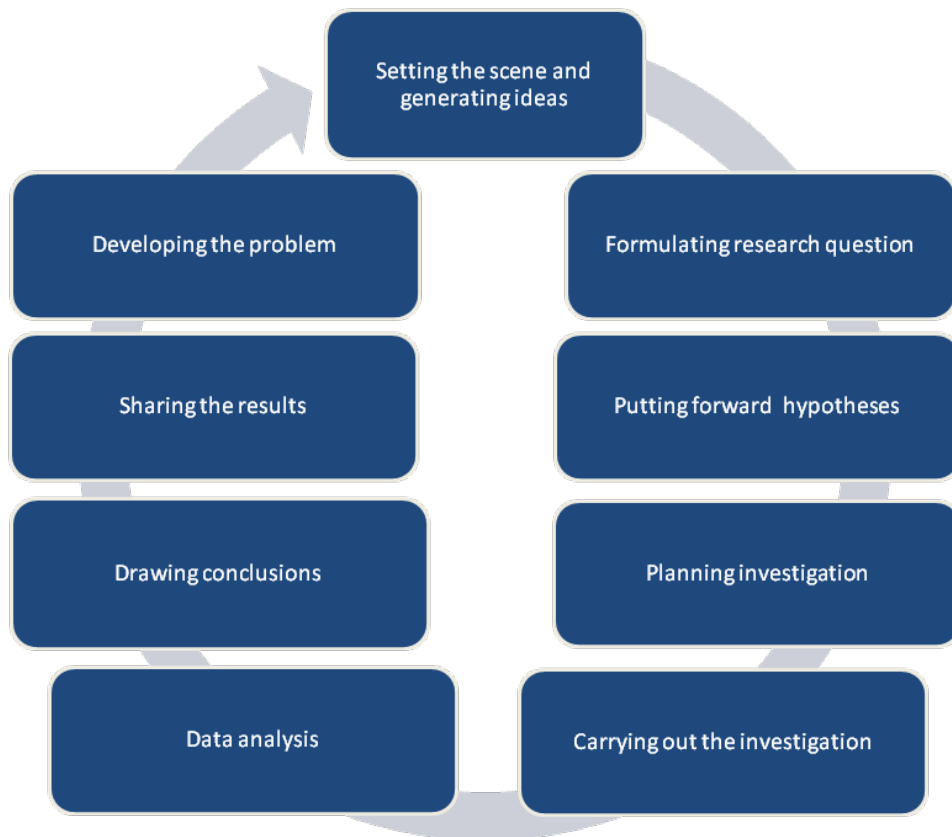 Setting the scene and
generating ideas
Formulating research question
Putting forward hypotheses
Planning investigation
Carrying out the investigation
Data analysis
Drawing conclusions
Sharing the results
Developing the problem